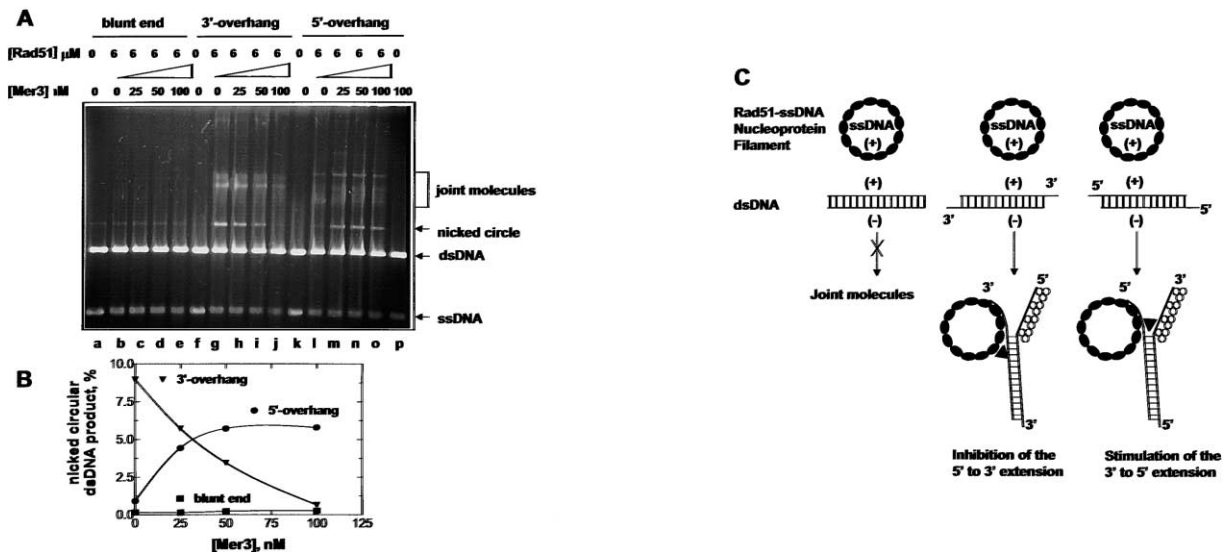 A
blunt end 3'-overhang 5'-overhang
[Rad51] μM 0 6 6 6 6 0 6 6 6 6 0 6 6 6 6 0
[Mer3] nM 0 0 25 50 100 0 0 25 50 100 0 0 25 50 100 100
joint molecules
nicked circle
dsDNA
ssDNA
a b c d e f g h i j k l m n o p
B
nicked circular
dsDNA product, %
10.0
7.5
5.0
2.5
0.0
3'-overhang
5'-overhang
blunt end
0 25 50 75 100 125
[Mer3], nM
C
Rad51-ssDNA
Nucleoprotein
Filament
ssDNA ssDNA ssDNA
(+) (+) (+)
dsDNA
(+) (+) 3' 5' (+)
(-) 3' (-) (-) 5'
Joint molecules
3' 5' 5' 3'
3' 5'
Inhibition of the
5' to 3' extension
Stimulation of the
3' to 5' extension